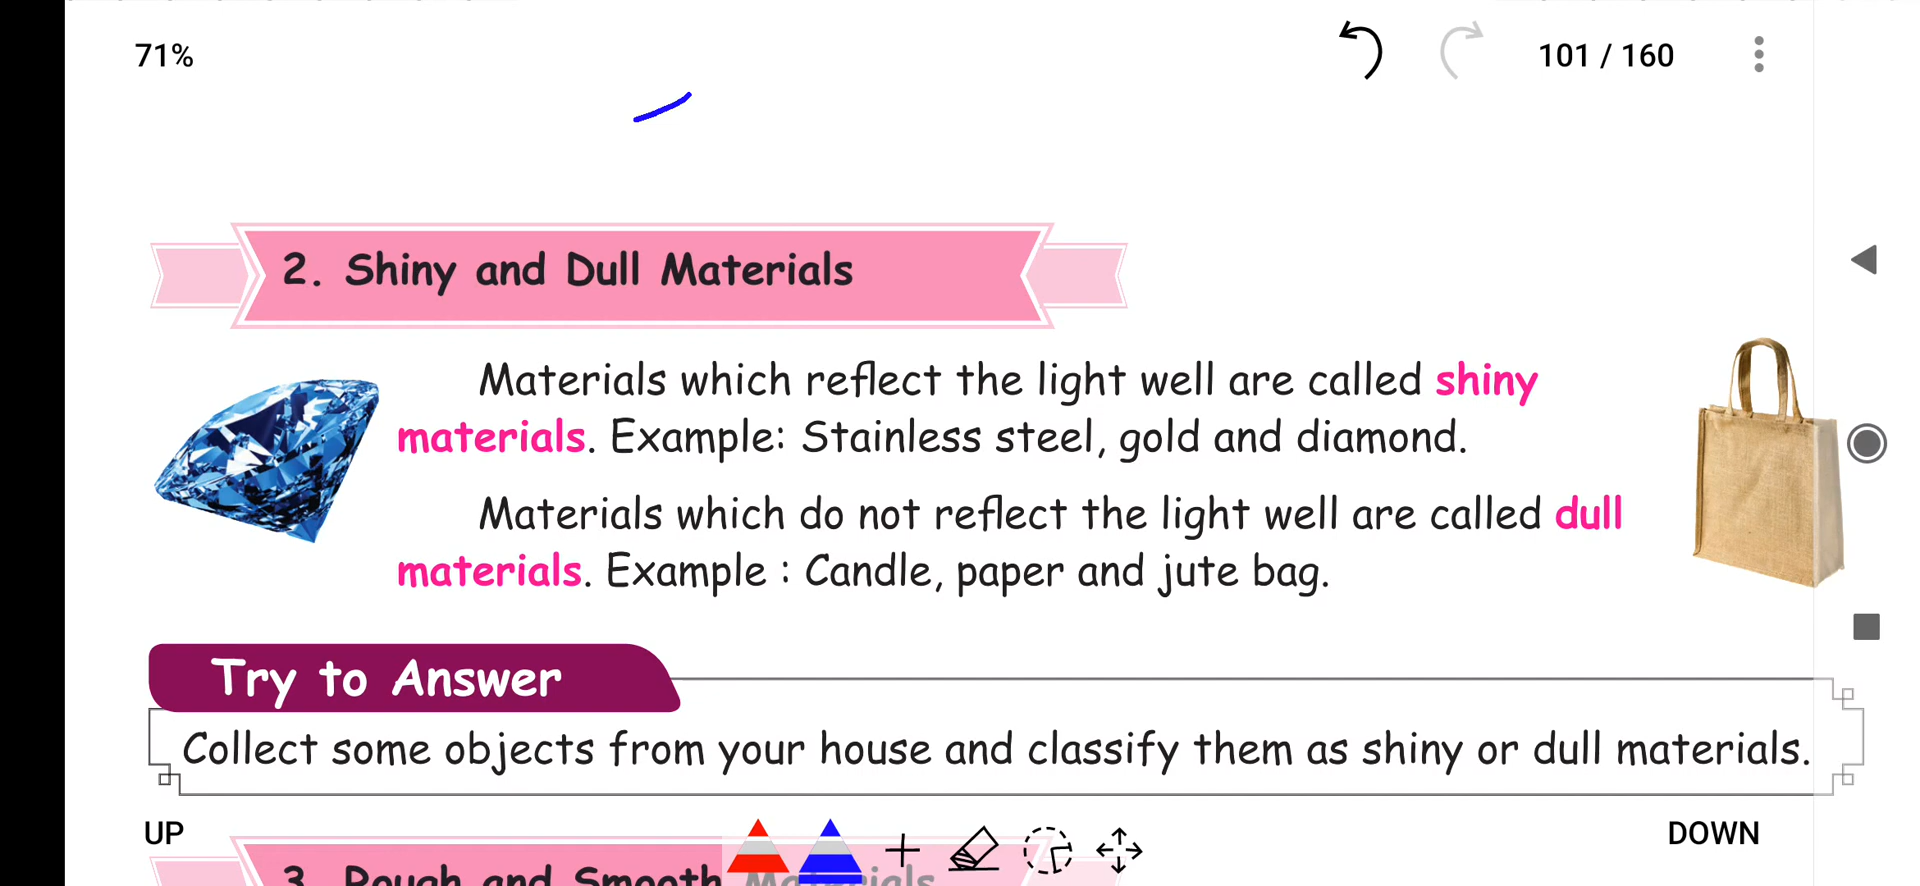 71%
101 / 160
2. Shiny and Dull Materials
Materials which reflect the light well are called shiny
materials. Example: Stainless steel, gold and diamond.
Materials which do not reflect the light well are called dull
materials. Example : Candle, paper and jute bag.
Try to Answer
Collect some objects from your house and classify them as shiny or dull materials.
UP
DOWN
3. Rough and Smooth Materials